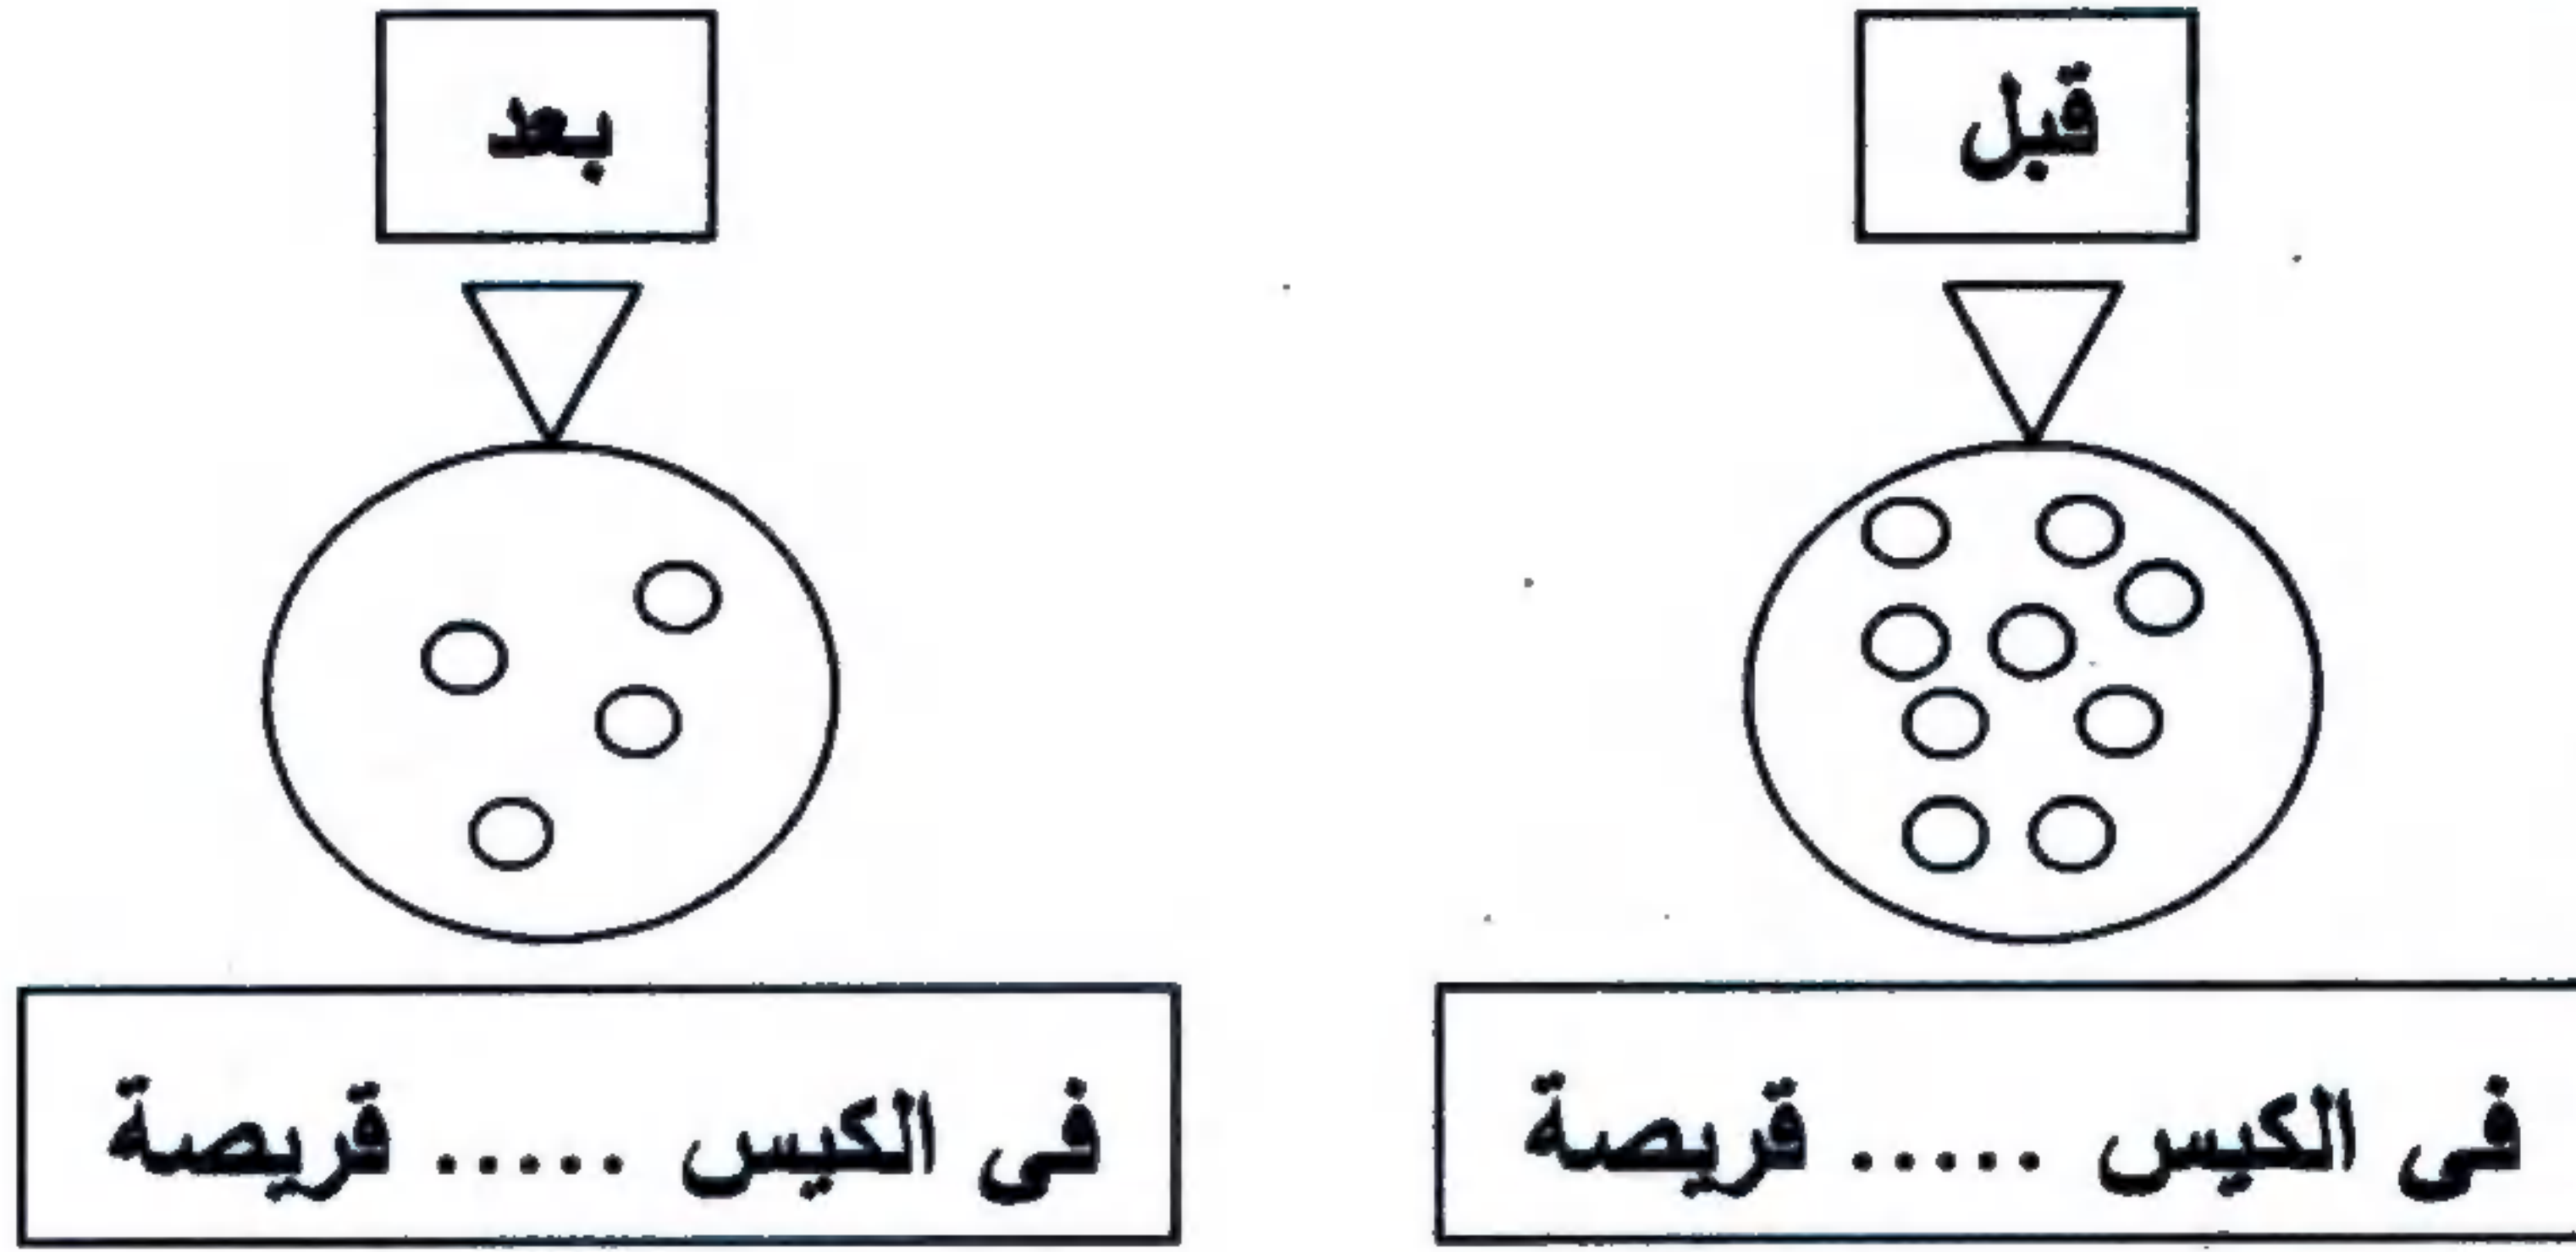 قبل
بعد
فى الكيس ..... قريصة
فى الكيس ..... قريصة